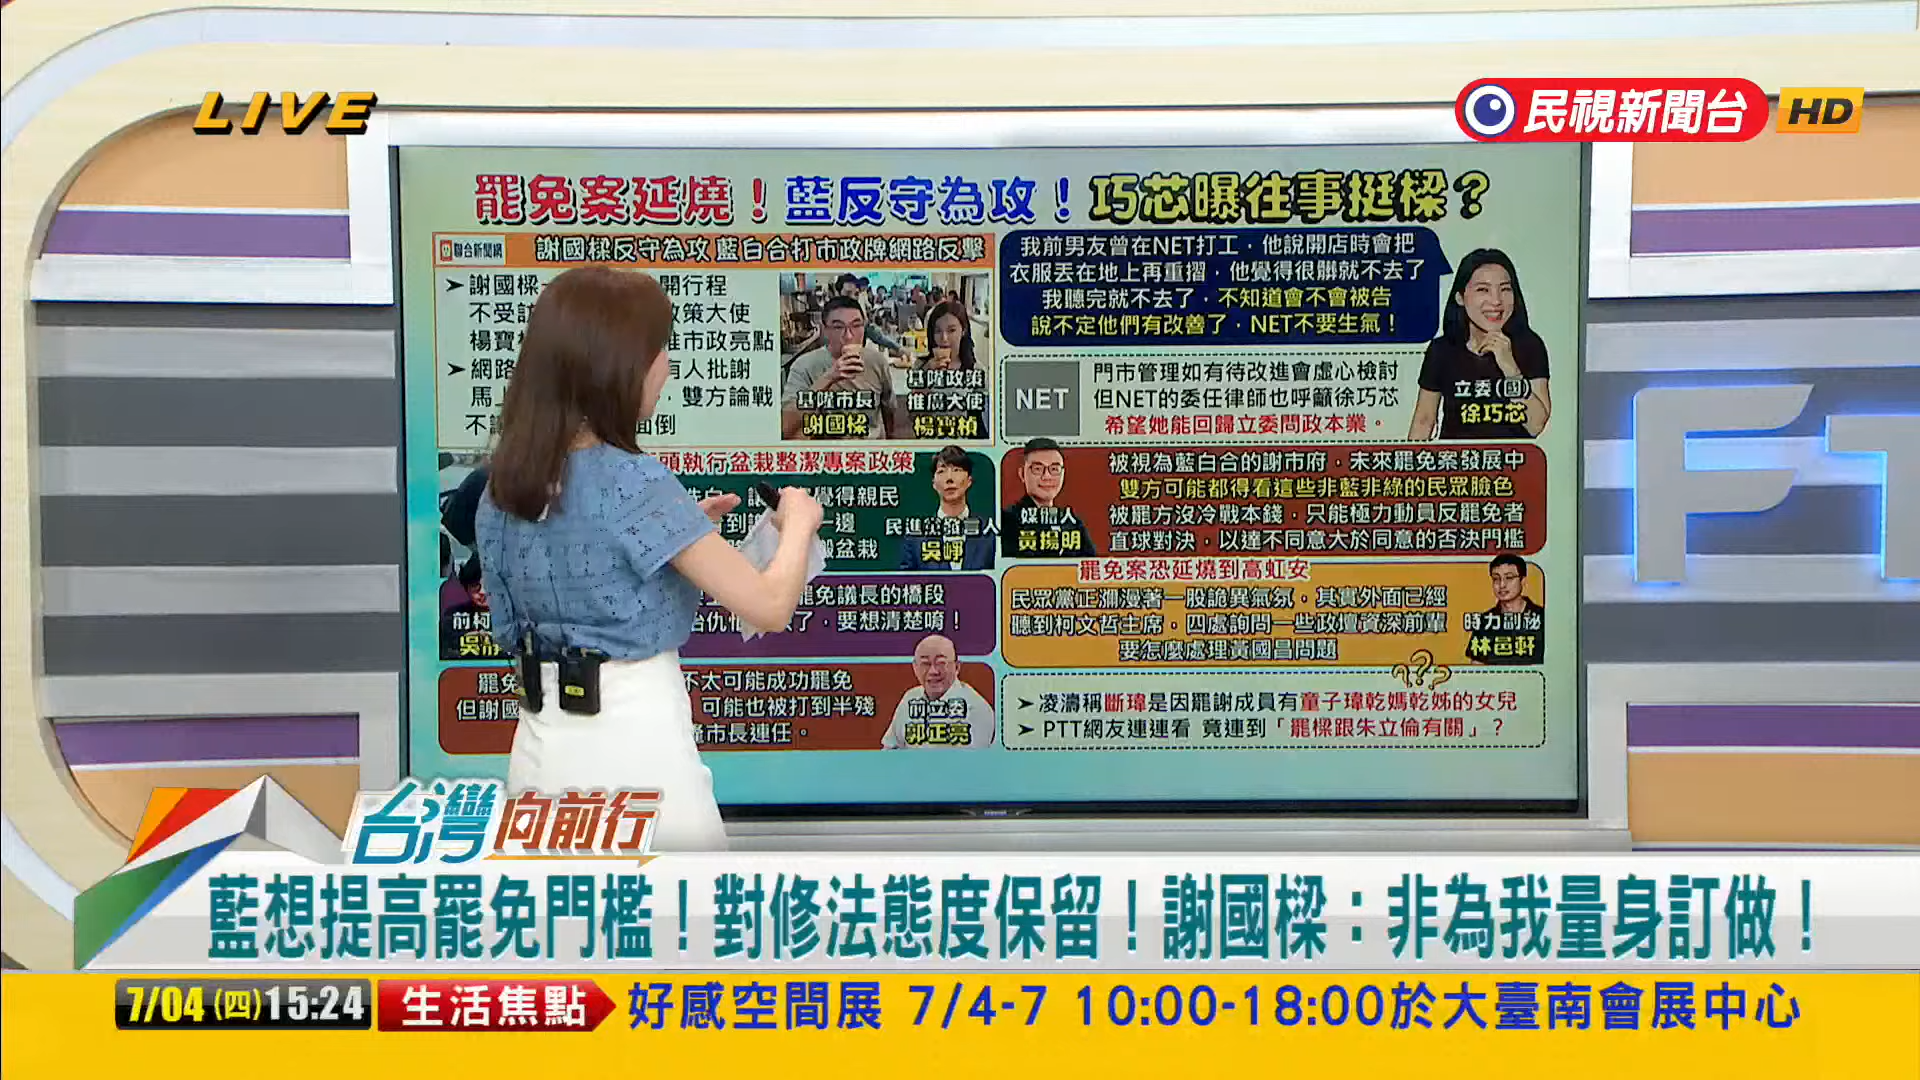 LIVE
民視新聞台 HD
罷免案延燒！藍反守為攻！巧芯曝往事挺樑？
聯合新聞網 謝國樑反守為攻 藍白合打市政牌網路反擊
➤謝國樑
開行程
不受訪
政策大使
楊寶
推市政亮點
➤網路
有人批謝
馬
，雙方論戰
面倒
基隆市長
謝國樑
基隆政策
推廣大使
楊寶楨
頭執行盆栽整潔專案政策
覺得親民
一邊
搬盆栽
民進黨發言人
吳崢
罷免議長的橋段
了，要想清楚唷！
前柯
吳靜
罷免
不太可能成功罷免
但謝國
可能也被打到半殘
隆市長連任。
前立委
郭正亮
我前男友曾在NET打工，他說開店時會把
衣服丟在地上再重摺，他覺得很髒就不去了
我聽完就不去了，不知道會不會被告
說不定他們有改善了，NET不要生氣！
立委(國)
徐巧芯
NET
門市管理如有待改進會虛心檢討
但NET的委任律師也呼籲徐巧芯
希望她能回歸立委問政本業。
媒體人
黃揚明
被視為藍白合的謝市府，未來罷免案發展中
雙方可能都得看這些非藍非綠的民眾臉色
被罷方沒冷戰本錢，只能極力動員反罷免者
直球對決，以達不同意大於同意的否決門檻
罷免案恐延燒到高虹安
民眾黨正瀰漫著一股詭異氣氛，其實外面已經
聽到柯文哲主席，四處詢問一些政壇資深前輩
要怎麼處理黃國昌問題
時力副祕
林邑軒
???
➤凌濤稱斷瑋是因罷謝成員有童子瑋乾媽乾姊的女兒
➤PTT網友連連看 竟連到「罷樑跟朱立倫有關」？
台灣向前行
藍想提高罷免門檻！對修法態度保留！謝國樑：非為我量身訂做！
7/04(四)15:24 生活焦點 好感空間展 7/4-7 10:00-18:00於大臺南會展中心